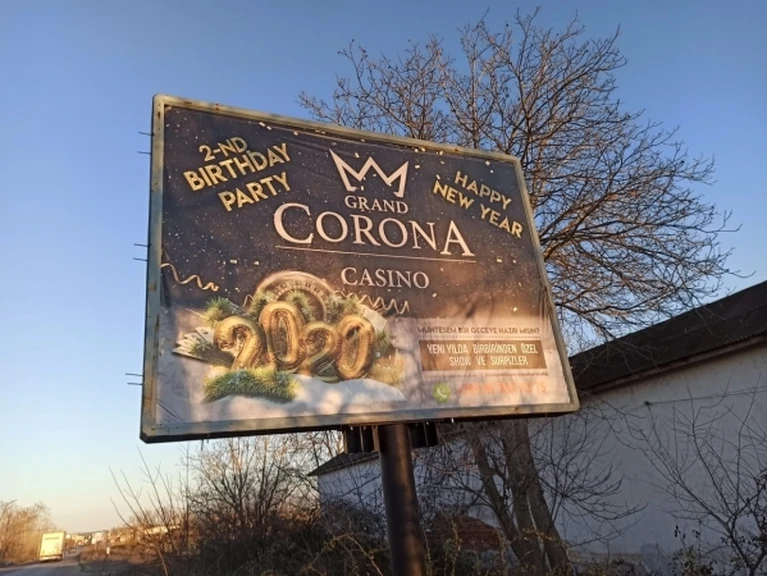 2-ND
BIRTHDAY
PARTY
HAPPY
NEW YEAR
GRAND
CORONA
CASINO
2020
MUHTEŞEM BİR GECEYE HAZIR MISIN?
YENİ YILDA BİRBİRİNDEN ÖZEL
SHOW VE SÜRPİZLER